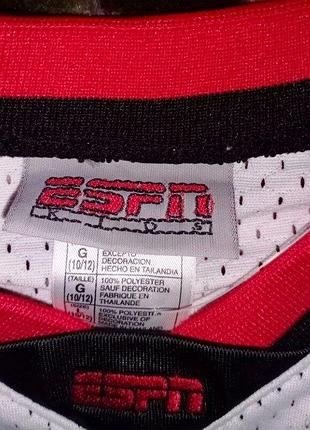 ESPN
K I D S
G
(10/12)
EXCEPTO
DECORACION
HECHO EN TAILANDIA
(TAILLE)
G
(10/12)
100% POLYESTER
SAUF DECORATION
FABRIQUE EN
THAILANDE
(10/12)
100% POLYESTER
EXCLUSIVE OF
DECORATION
ESPN